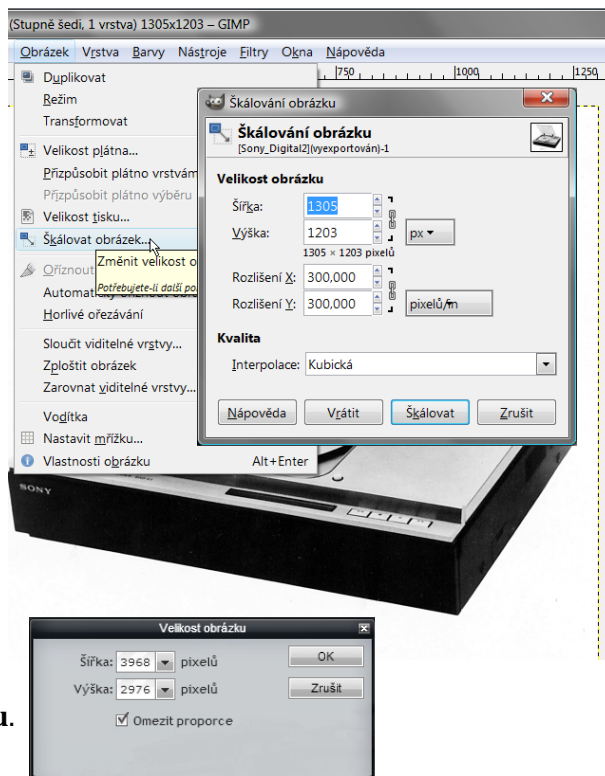 (Stupně šedi, 1 vrstva) 1305x1203 – GIMP
Obrázek Vrstva Barvy Nástroje Filtry Okna Nápověda
750 1000 1250
Duplikovat
Režim
Transformovat
Velikost plátna...
Přizpůsobit plátno vrstvám
Přizpůsobit plátno výběru
Velikost tisku...
Škálovat obrázek...
Změnit velikost o
Potřebujete-li další po
Oříznout
Automaticky oříznout obrá
Horlivé ořezávání
Sloučit viditelné vrstvy...
Zploštit obrázek
Zarovnat viditelné vrstvy...
Vodítka
Nastavit mřížku...
Vlastnosti obrázku Alt+Enter
Škálování obrázku
Škálování obrázku
[Sony_Digital2](vyexportován)-1
Velikost obrázku
Šířka: 1305
Výška: 1203 px
1305 × 1203 pixelů
Rozlišení X: 300,000
Rozlišení Y: 300,000 pixelů/m
Kvalita
Interpolace: Kubická
Nápověda Vrátit Škálovat Zrušit
SONY
Velikost obrázku
Šířka: 3968 pixelů OK
Výška: 2976 pixelů Zrušit
Omezit proporce
u.